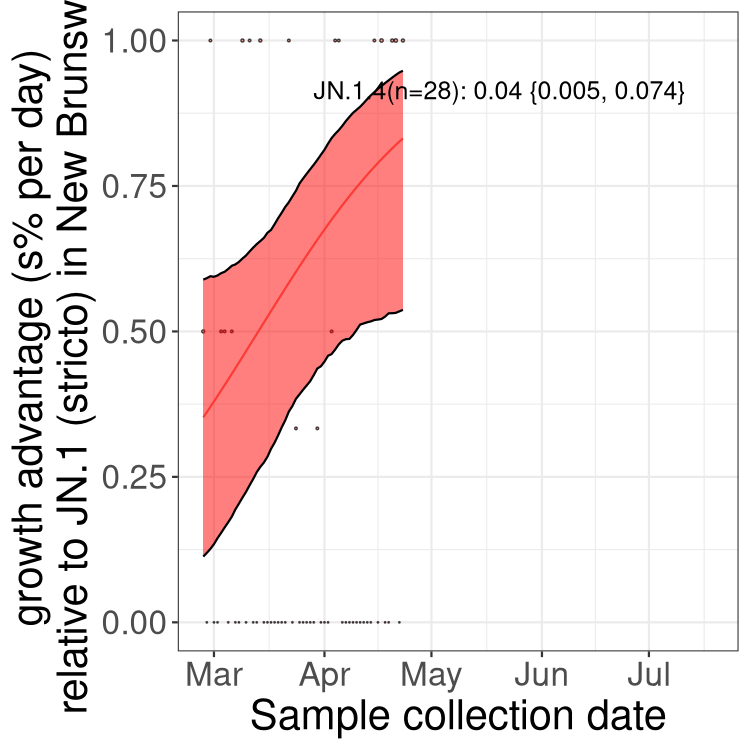 growth advantage (s% per day)
relative to JN.1 (stricto) in New Brunsw
1.00
0.75
0.50
0.25
0.00
JN.1.4(n=28): 0.04 {0.005, 0.074}
Mar Apr May Jun Jul
Sample collection date